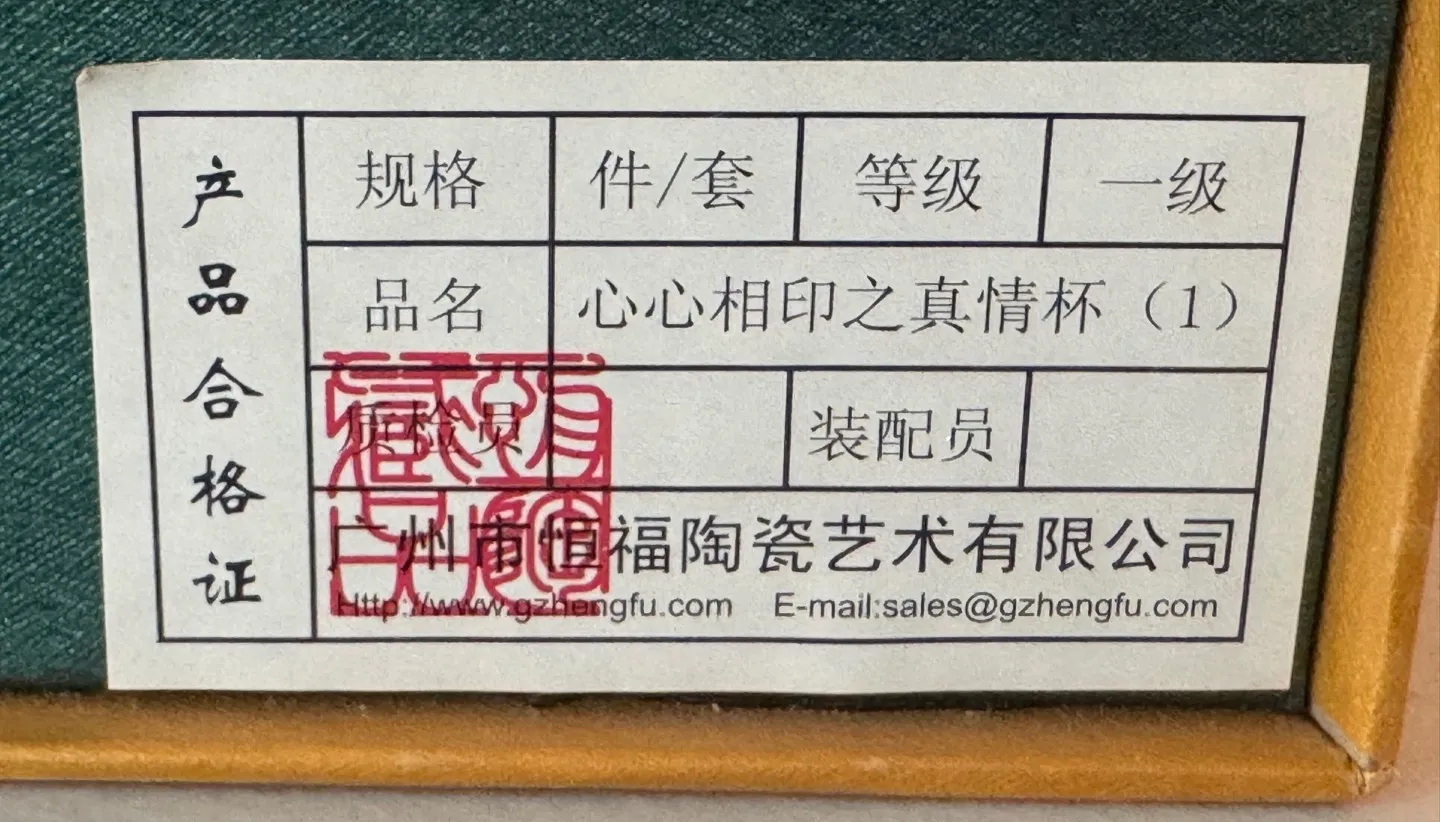 产品合格证
规格 件/套 等级 一级
品名 心心相印之真情杯（1）
质检员 装配员
广州市恒福陶瓷艺术有限公司
Http://www.gzhengfu.com E-mail:sales@gzhengfu.com